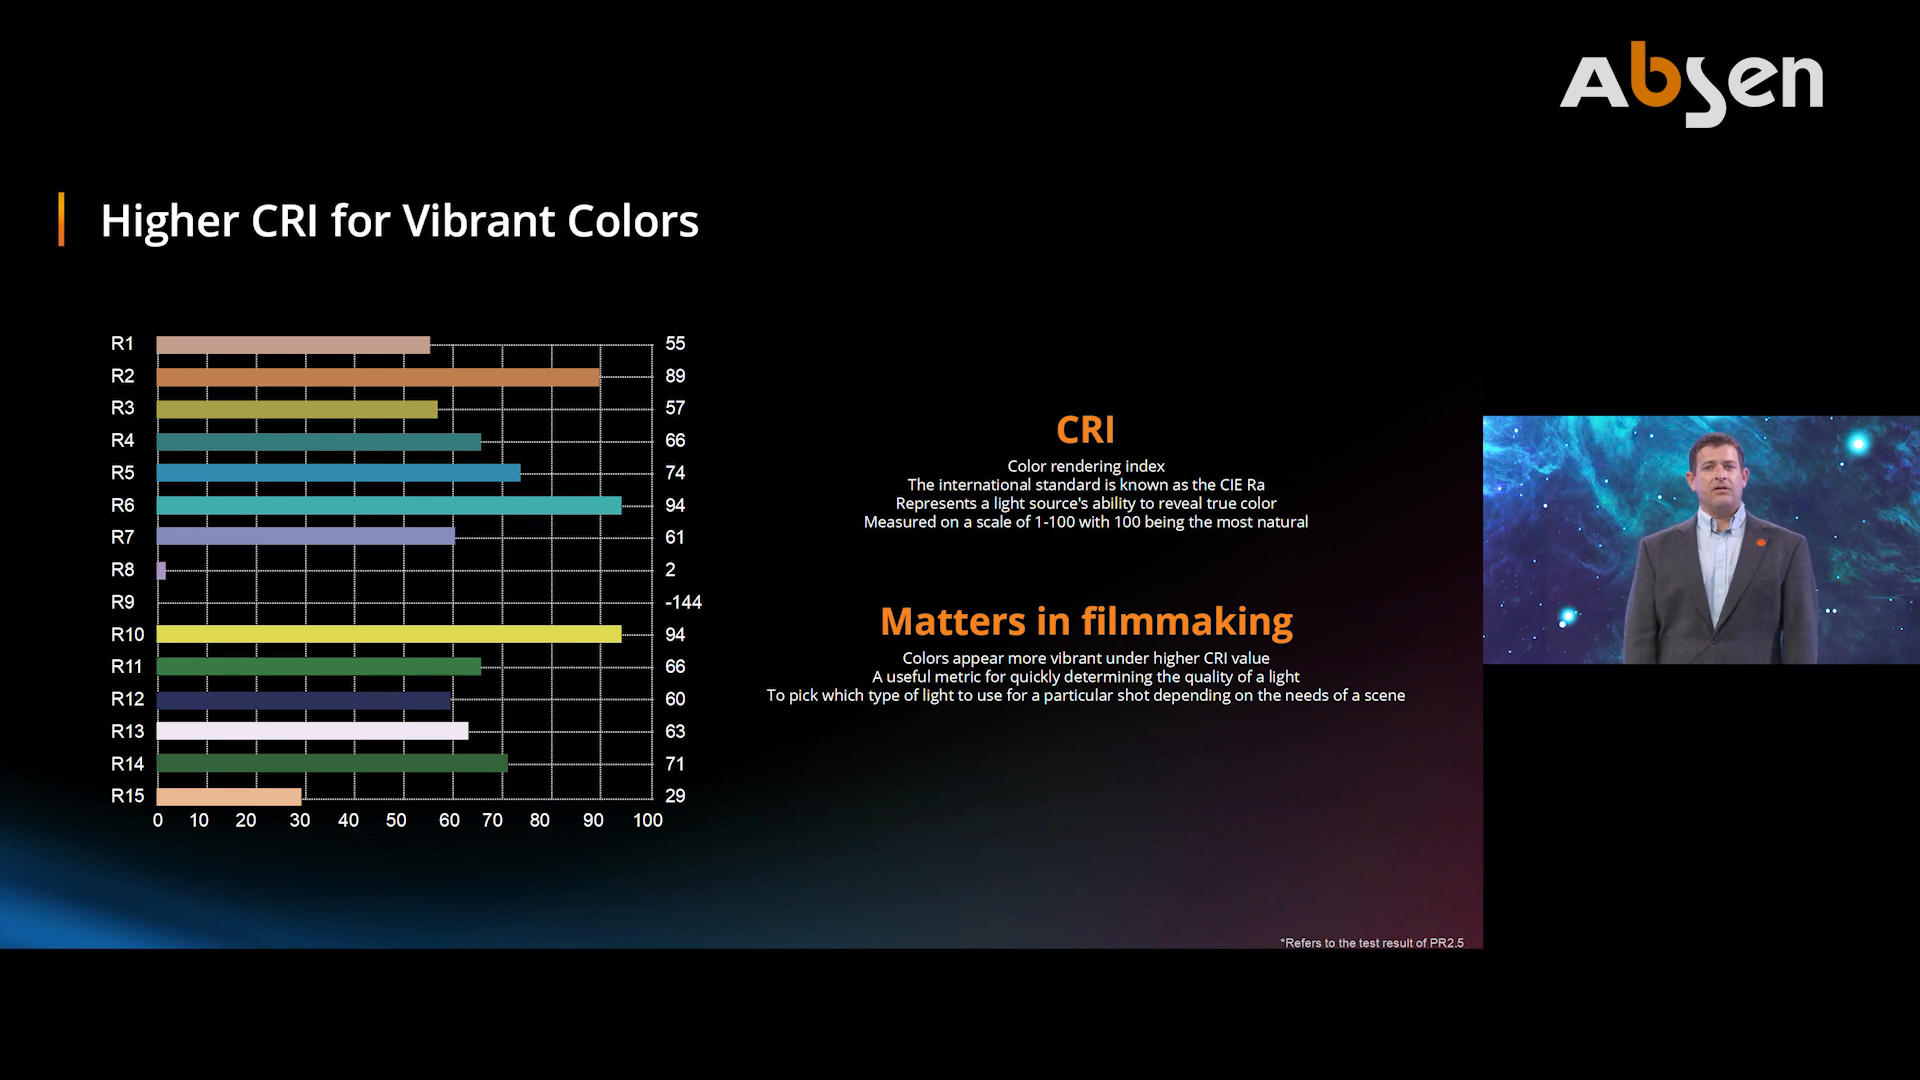 Absen
Higher CRI for Vibrant Colors
R1 55
R2 89
R3 57
R4 66
R5 74
R6 94
R7 61
R8 2
R9 -144
R10 94
R11 66
R12 60
R13 63
R14 71
R15 29
0 10 20 30 40 50 60 70 80 90 100
CRI
Color rendering index
The international standard is known as the CIE Ra
Represents a light source's ability to reveal true color
Measured on a scale of 1-100 with 100 being the most natural
Matters in filmmaking
Colors appear more vibrant under higher CRI value
A useful metric for quickly determining the quality of a light
To pick which type of light to use for a particular shot depending on the needs of a scene
*Refers to the test result of PR2.5